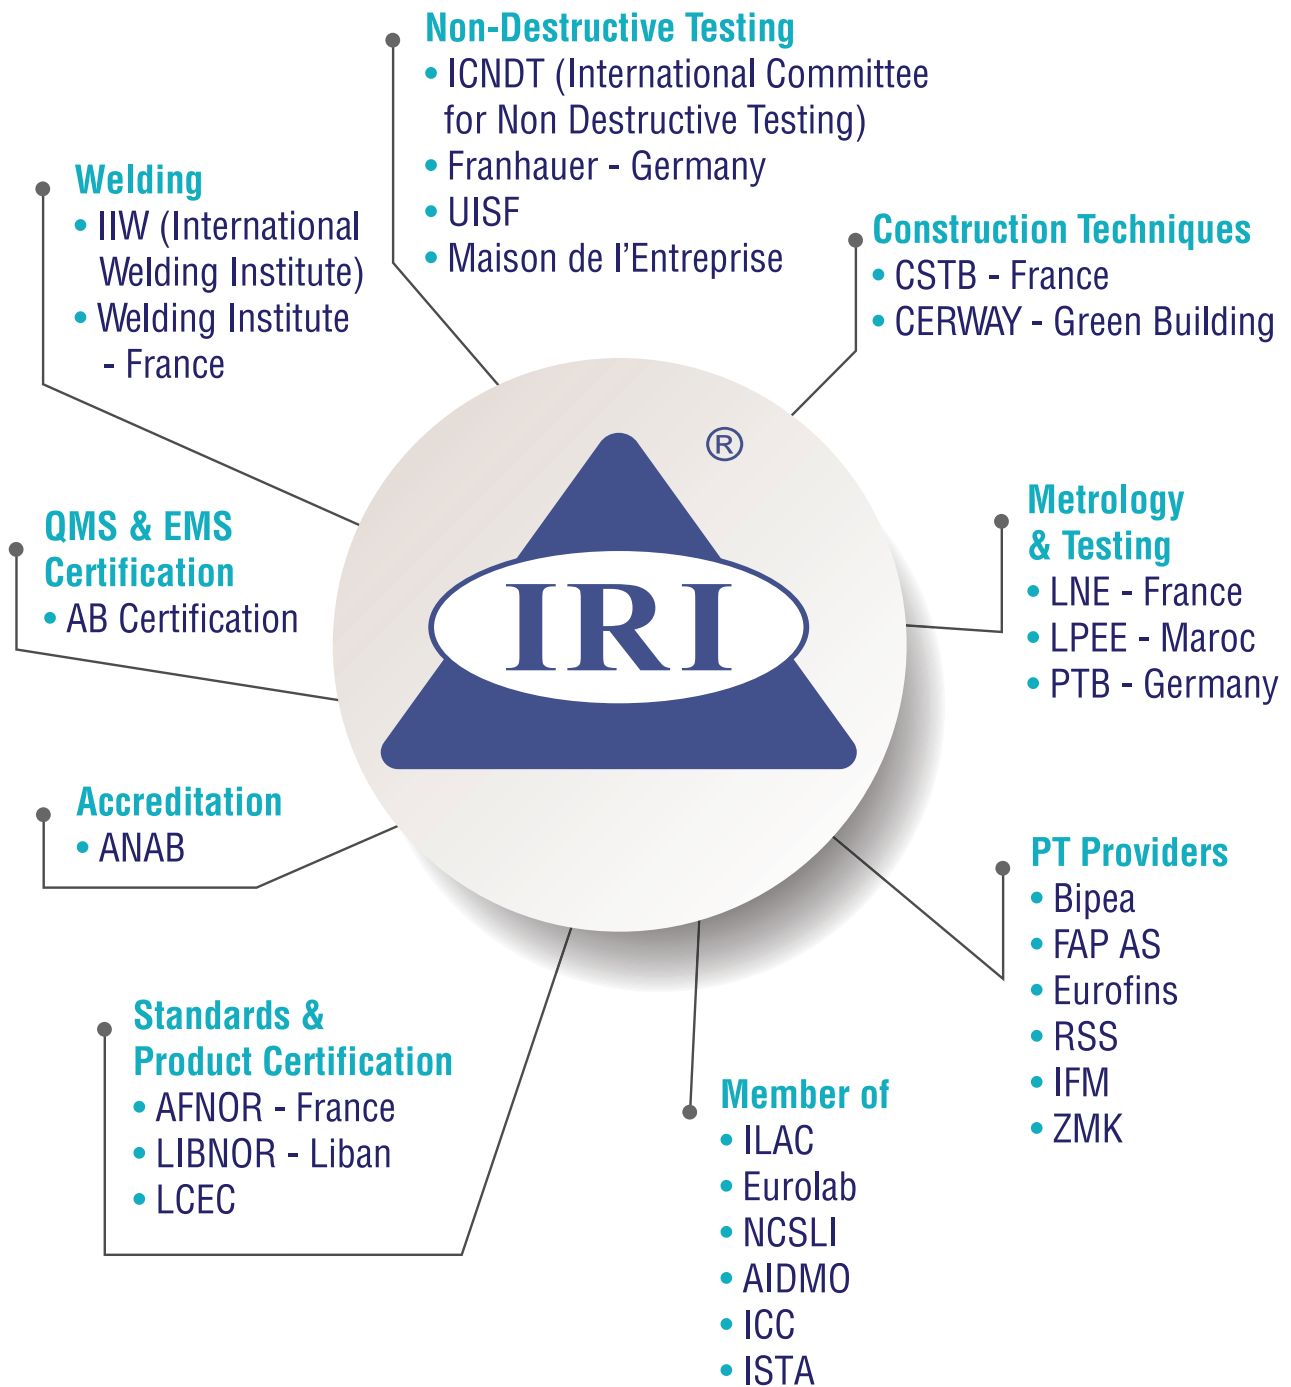 Non-Destructive Testing
• ICNDT (International Committee
for Non Destructive Testing)
• Franhauer - Germany
• UISF
• Maison de l'Entreprise
Welding
• IIW (International
Welding Institute)
• Welding Institute
- France
Construction Techniques
• CSTB - France
• CERWAY - Green Building
QMS & EMS
Certification
• AB Certification
®
IRI
Metrology
& Testing
• LNE - France
• LPEE - Maroc
• PTB - Germany
Accreditation
• ANAB
PT Providers
• Bipea
• FAP AS
• Eurofins
• RSS
• IFM
• ZMK
Standards &
Product Certification
• AFNOR - France
• LIBNOR - Liban
• LCEC
Member of
• ILAC
• Eurolab
• NCSLI
• AIDMO
• ICC
• ISTA